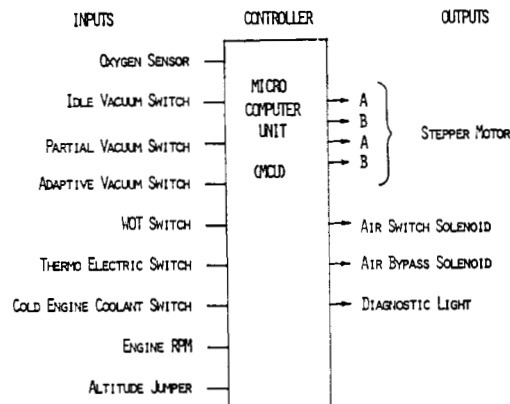 INPUTS
CONTROLLER
OUTPUTS
OXYGEN SENSOR
IDLE VACUUM SWITCH
PARTIAL VACUUM SWITCH
ADAPTIVE VACUUM SWITCH
WOT SWITCH
THERMO ELECTRIC SWITCH
COLD ENGINE COOLANT SWITCH
ENGINE RPM
ALTITUDE JUMPER
MICRO
COMPUTER
UNIT
(MCU)
A
B
A
B
STEPPER MOTOR
AIR SWITCH SOLENOID
AIR BYPASS SOLENOID
DIAGNOSTIC LIGHT